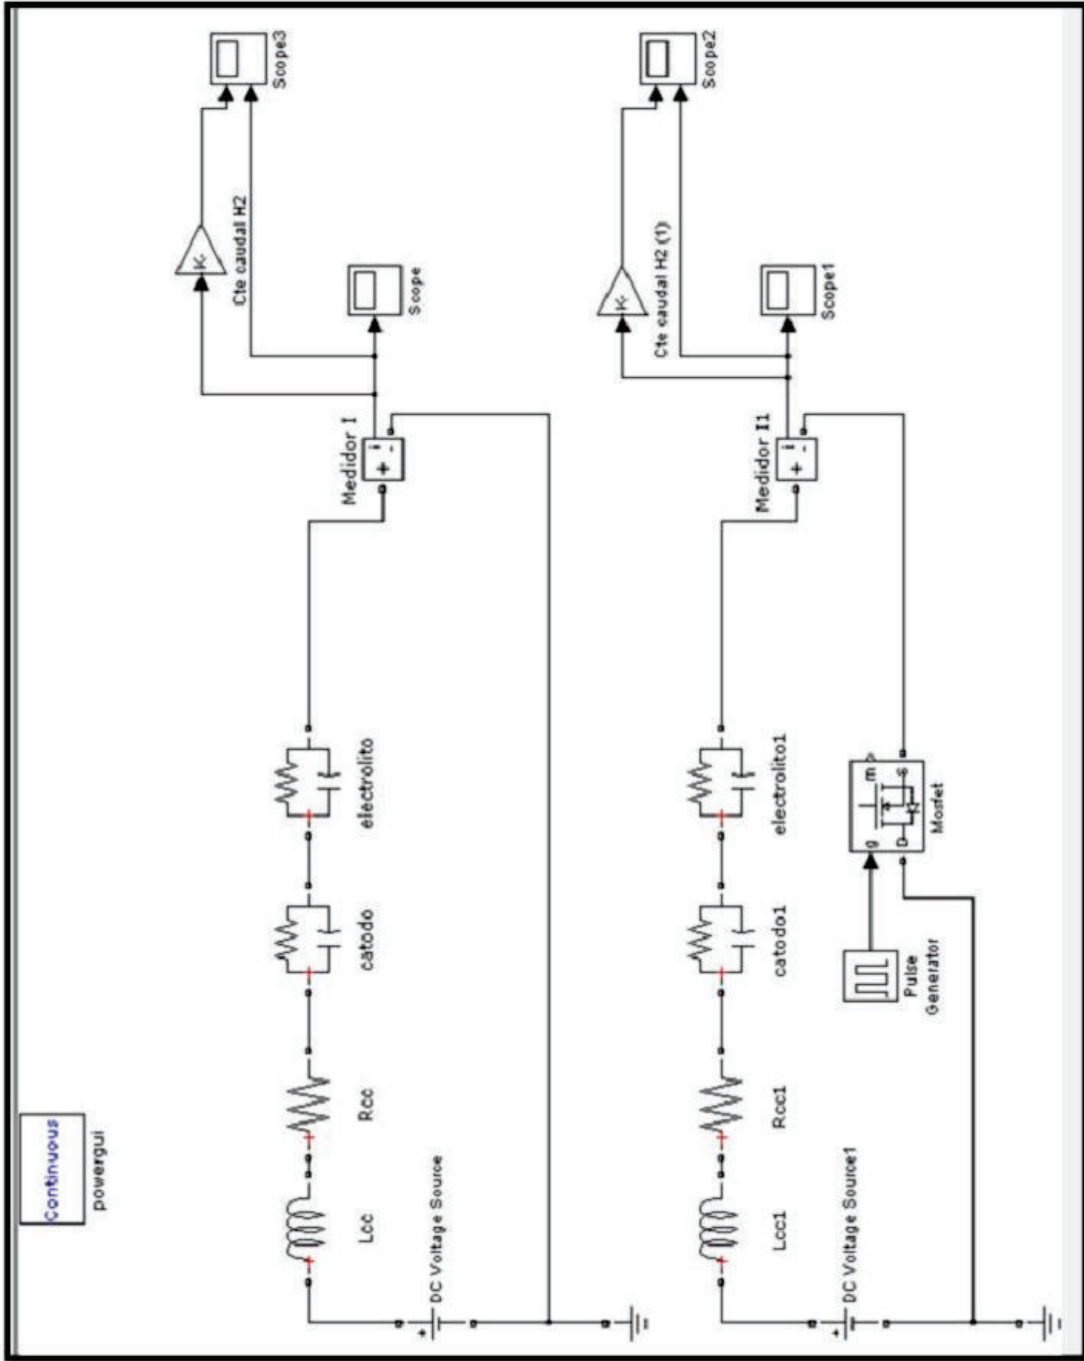 Continuous
powergui
DC Voltage Source
Lcc
Rcc
catodo
electrolito
Medidor I
+
-
i
Scope
K-
Cte caudal H2
Scope3
DC Voltage Source1
Lcc1
Rcc1
catodo1
electrolito1
Medidor I1
+
-
i
Scope1
K-
Cte caudal H2 (1)
Scope2
Pulse
Generator
g
m
D
S
Mosfet
+
+